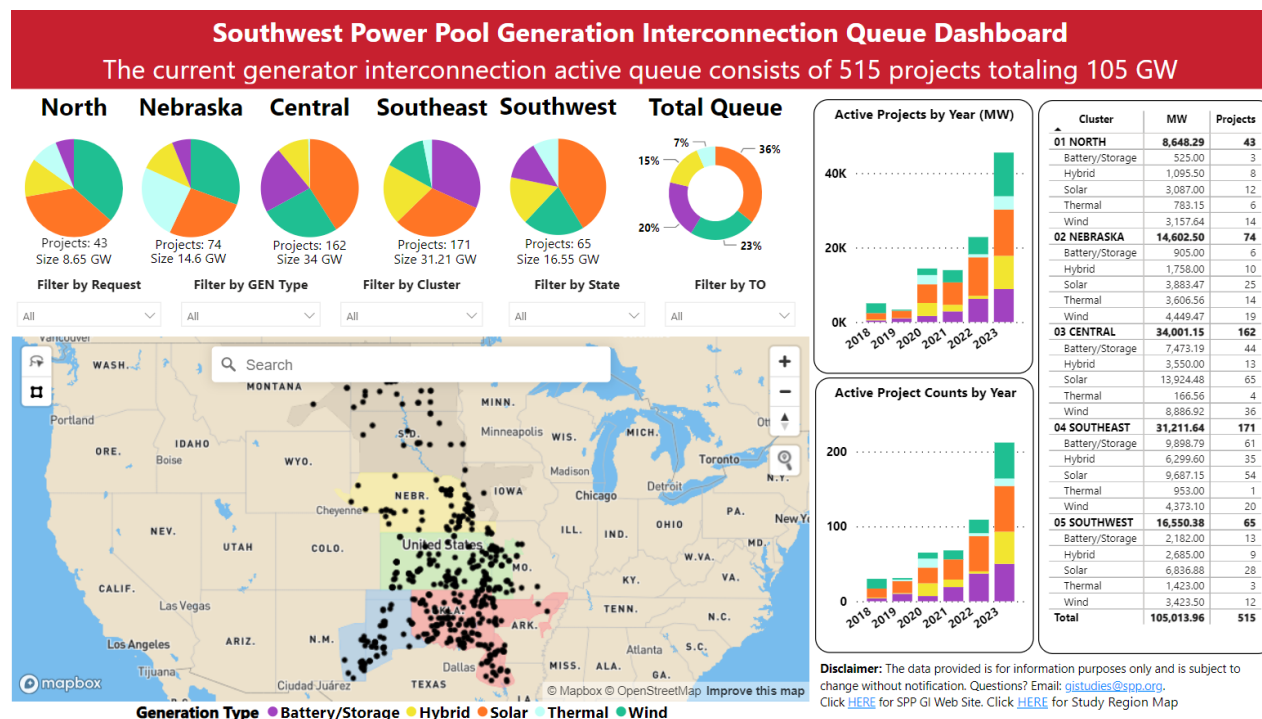 Southwest Power Pool Generation Interconnection Queue Dashboard
The current generator interconnection active queue consists of 515 projects totaling 105 GW
North
Projects: 43
Size 8.65 GW
Nebraska
Projects: 74
Size 14.6 GW
Central
Projects: 162
Size 34 GW
Southeast
Projects: 171
Size 31.21 GW
Southwest
Projects: 65
Size 16.55 GW
Total Queue
7%
36%
15%
20%
23%
Filter by Request
All
Filter by GEN Type
All
Filter by Cluster
All
Filter by State
All
Filter by TO
All
Search
Vancouver
WASH.
MONTANA
MINN.
Portland
S.D.
Minneapolis
WIS.
MICH.
Toronto
ORE.
IDAHO
Boise
WYO.
Madison
Detroit
N.Y.
NEBR.
IOWA
Chicago
Cheyenne
PA.
New Yo
NEV.
UTAH
COLO.
United States
ILL.
IND.
OHIO
MD.
MO.
W.VA.
CALIF.
KY.
VA.
Las Vegas
TENN.
N.C.
Los Angeles
ARIZ.
N.M.
KLA.
ARK.
Atlanta
S.C.
Tijuana
Dallas
MISS.
ALA.
GA.
Ciudad Juárez
TEXAS
LA.
mapbox
© Mapbox © OpenStreetMap Improve this map
Generation Type Battery/Storage Hybrid Solar Thermal Wind
Active Projects by Year (MW)
40K
20K
0K
2018 2019 2020 2021 2022 2023
Active Project Counts by Year
200
100
0
2018 2019 2020 2021 2022 2023
Cluster MW Projects
01 NORTH 8,648.29 43
Battery/Storage 525.00 3
Hybrid 1,095.50 8
Solar 3,087.00 12
Thermal 783.15 6
Wind 3,157.64 14
02 NEBRASKA 14,602.50 74
Battery/Storage 905.00 6
Hybrid 1,758.00 10
Solar 3,883.47 25
Thermal 3,606.56 14
Wind 4,449.47 19
03 CENTRAL 34,001.15 162
Battery/Storage 7,473.19 44
Hybrid 3,550.00 13
Solar 13,924.48 65
Thermal 166.56 4
Wind 8,886.92 36
04 SOUTHEAST 31,211.64 171
Battery/Storage 9,898.79 61
Hybrid 6,299.60 35
Solar 9,687.15 54
Thermal 953.00 1
Wind 4,373.10 20
05 SOUTHWEST 16,550.38 65
Battery/Storage 2,182.00 13
Hybrid 2,685.00 9
Solar 6,836.88 28
Thermal 1,423.00 3
Wind 3,423.50 12
Total 105,013.96 515
Disclaimer: The data provided is for information purposes only and is subject to
change without notification. Questions? Email: gistudies@spp.org.
Click HERE for SPP GI Web Site. Click HERE for Study Region Map